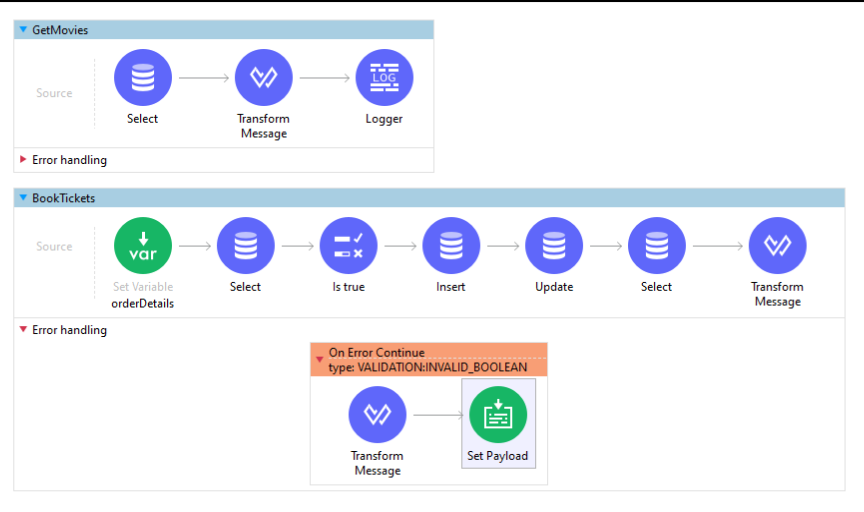 GetMovies
Source
Select
Transform
Message
LOG
Logger
Error handling
BookTickets
Source
var
Set Variable
orderDetails
Select
Is true
Insert
Update
Select
Transform
Message
Error handling
On Error Continue
type: VALIDATION:INVALID_BOOLEAN
Transform
Message
Set Payload